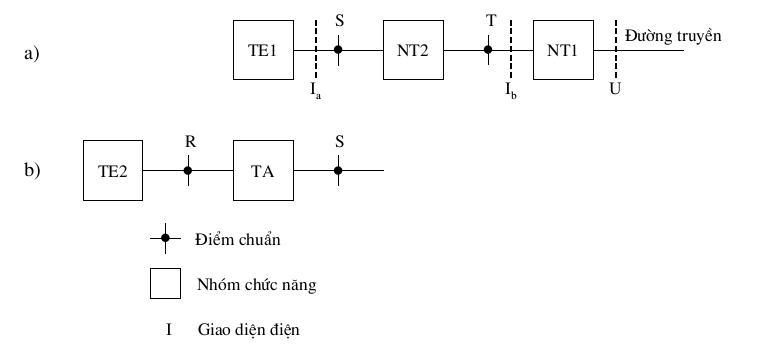 S T
a) TE1 NT2 NT1 Đường truyền
Ia Ib U
R S
b) TE2 TA
Điểm chuẩn
Nhóm chức năng
I Giao diện điện